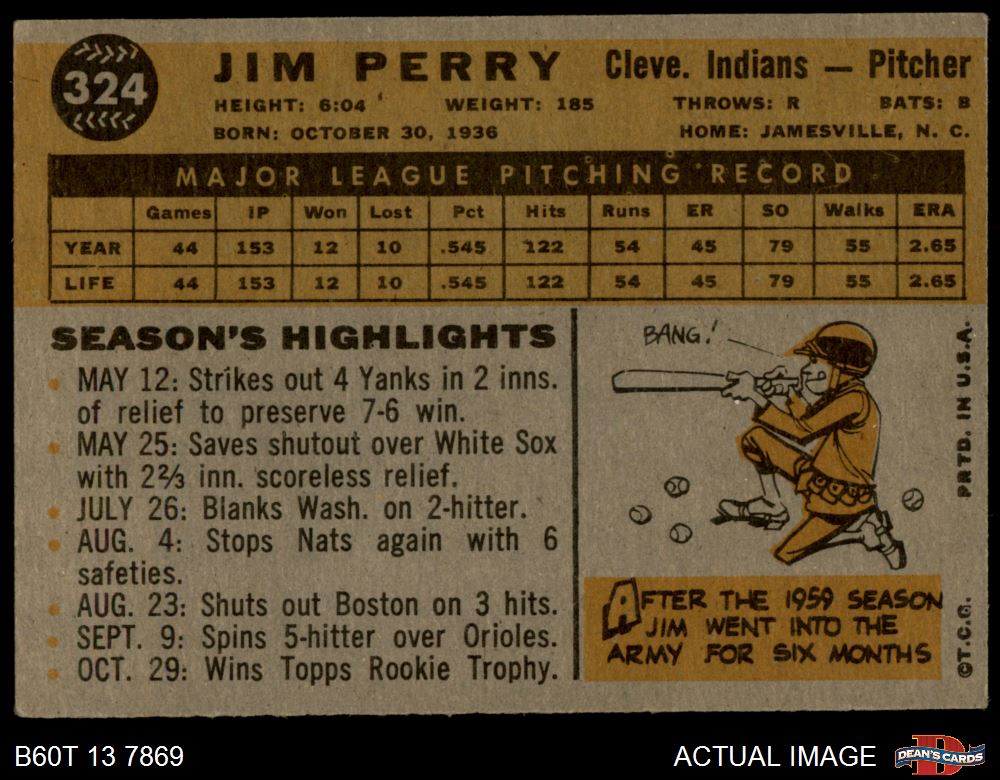 324
JIM PERRY Cleve. Indians — Pitcher
HEIGHT: 6:04 WEIGHT: 185 THROWS: R BATS: B
BORN: OCTOBER 30, 1936 HOME: JAMESVILLE, N. C.
MAJOR LEAGUE PITCHING RECORD
Games IP Won Lost Pct Hits Runs ER SO Walks ERA
YEAR 44 153 12 10 .545 122 54 45 79 55 2.65
LIFE 44 153 12 10 .545 122 54 45 79 55 2.65
SEASON'S HIGHLIGHTS
• MAY 12: Strikes out 4 Yanks in 2 inns.
of relief to preserve 7-6 win.
• MAY 25: Saves shutout over White Sox
with 2⅔ inn. scoreless relief.
• JULY 26: Blanks Wash. on 2-hitter.
• AUG. 4: Stops Nats again with 6
safeties.
• AUG. 23: Shuts out Boston on 3 hits.
• SEPT. 9: Spins 5-hitter over Orioles.
• OCT. 29: Wins Topps Rookie Trophy.
BANG!
AFTER THE 1959 SEASON
JIM WENT INTO THE
ARMY FOR SIX MONTHS
PRTD. IN U.S.A.
©T.C.G.
B60T 13 7869
ACTUAL IMAGE
D
DEAN'S CARDS